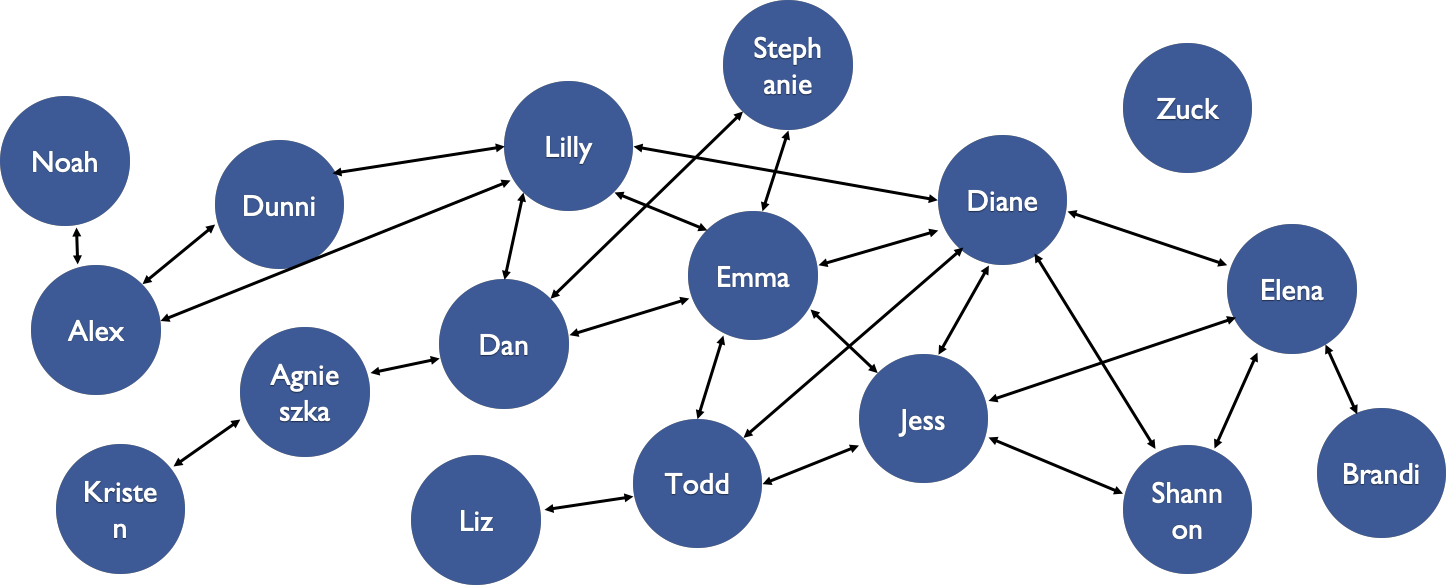 Steph
anie
Zuck
Lilly
Noah
Dunni
Diane
Emma
Elena
Alex
Dan
Agnie
szka
Jess
Brandi
Todd
Kriste
n
Shann
on
Liz